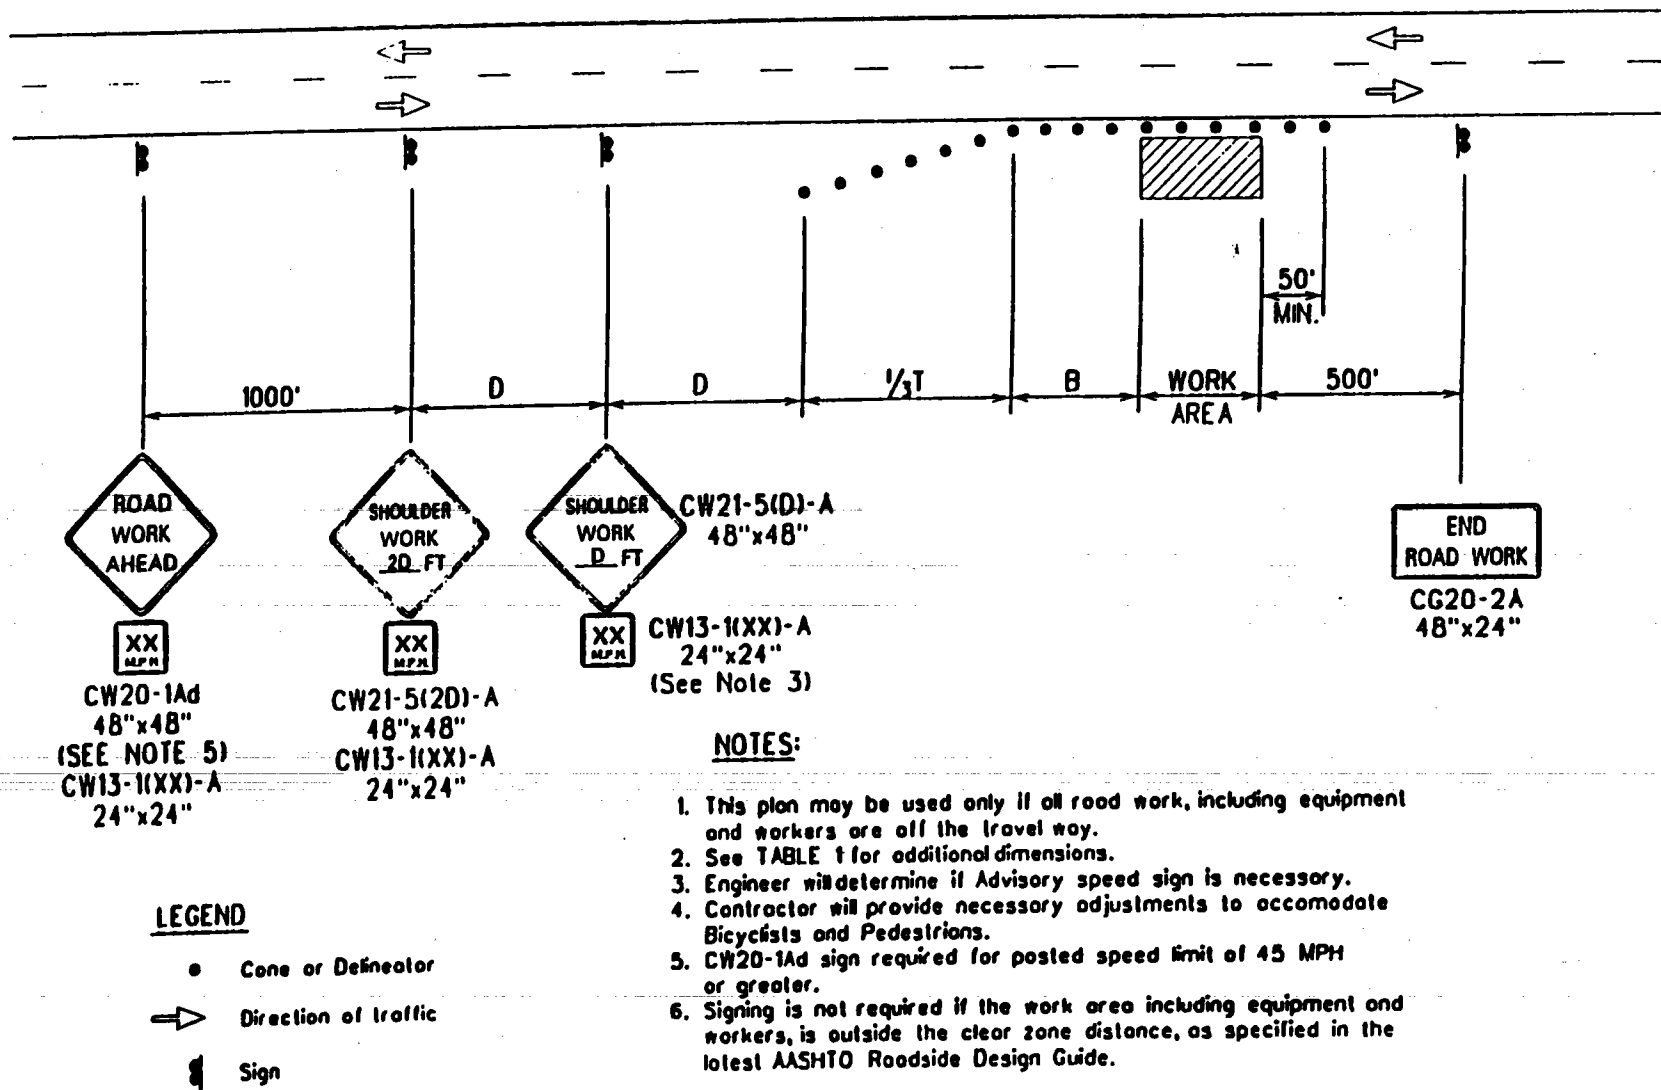 50'
MIN.
1000'
D
D
1/3T
B
WORK
AREA
500'
ROAD
WORK
AHEAD
XX
M.P.H
CW20-1Ad
48"x48"
(SEE NOTE 5)
CW13-1(XX)-A
24"x24"
SHOULDER
WORK
2D FT
XX
M.P.H
CW21-5(2D)-A
48"x48"
CW13-1(XX)-A
24"x24"
SHOULDER
WORK
D FT
CW21-5(D)-A
48"x48"
XX
M.P.H
CW13-1(XX)-A
24"x24"
(See Note 3)
END
ROAD WORK
CG20-2A
48"x24"
NOTES:
1. This plan may be used only if all road work, including equipment
and workers are off the travel way.
2. See TABLE 1 for additional dimensions.
3. Engineer will determine if Advisory speed sign is necessary.
4. Contractor will provide necessary adjustments to accomodate
Bicyclists and Pedestrians.
5. CW20-1Ad sign required for posted speed limit of 45 MPH
or greater.
6. Signing is not required if the work area including equipment and
workers, is outside the clear zone distance, as specified in the
latest AASHTO Roadside Design Guide.
LEGEND
Cone or Delineator
Direction of traffic
Sign